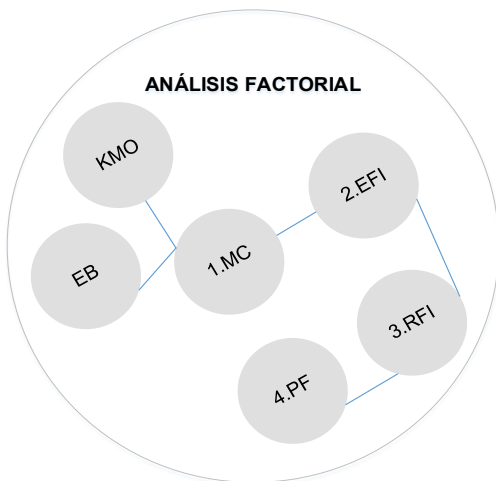 ANÁLISIS FACTORIAL
KMO
EB
1.MC
2.EFI
3.RFI
4.PF